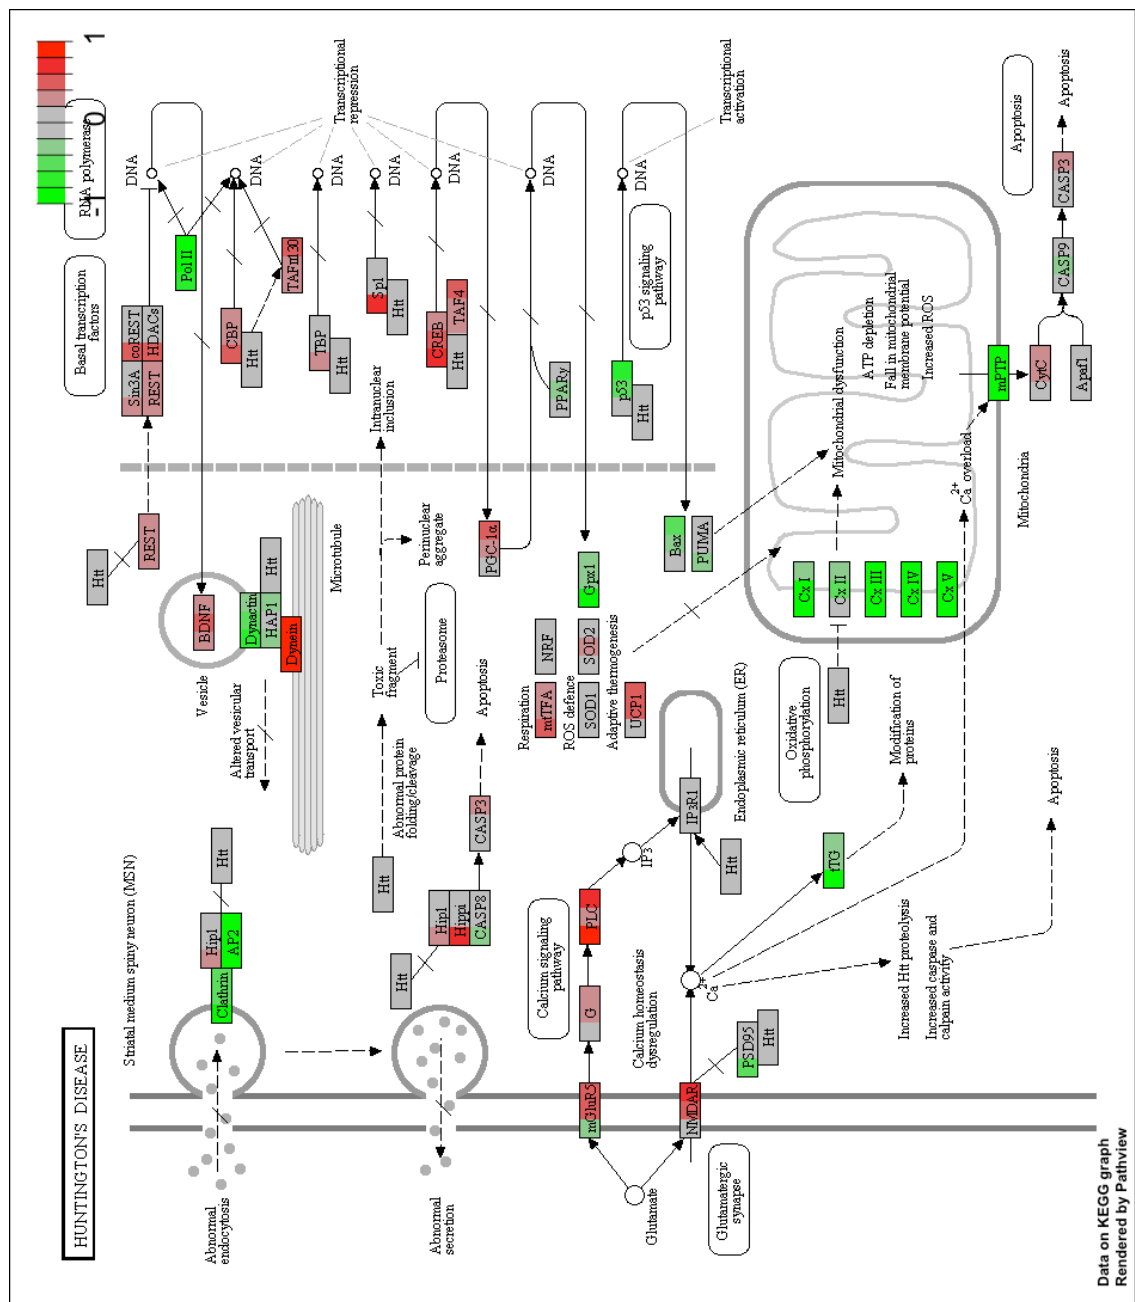 HUNTINGTON'S DISEASE
Striatal medium spiny neuron (MSN)
Abnormal
endocytosis
Clathrin
Hip1
AP2
Htt
Altered vesicular
transport
Vesicle
BDNF
Dynactin
HAP1
Dynein
Htt
Microtubule
Htt
REST
Sin3A
coREST
REST
HDACs
Basal transcription
factors
RNA polymerase
-1
0
1
DNA
Pol II
CBP
Htt
TAFII130
DNA
TBP
Htt
DNA
Sp1
Htt
DNA
CREB
TAF4
Htt
DNA
Transcriptional
repression
DNA
PPARγ
p53
Htt
DNA
p53 signaling
pathway
Transcriptional
activation
Abnormal
secretion
Htt
Hip1
Hippi
CASP8
CASP3
Apoptosis
Htt
Abnormal protein
folding/cleavage
Toxic
fragment
Proteasome
Perinuclear
aggregate
Intranuclear
inclusion
PGC-1α
Respiration
mtTFA
NRF
ROS defence
SOD1
SOD2
Gpx1
Adaptive thermogenesis
UCP1
Bax
PUMA
Glutamate
mGluR5
G
PLC
IP3
Calcium signaling
pathway
Calcium homeostasis
dysregulation
NMDAR
PSD95
Htt
Glutamatergic
synapse
2+
Ca
IP3R1
Htt
Endoplasmic reticulum (ER)
tTG
Modification of
proteins
Increased Htt proteolysis
Increased caspase and
calpain activity
Apoptosis
Oxidative
phosphorylation
Htt
Cx I
Cx II
Cx III
Cx IV
Cx V
Mitochondrial dysfunction
ATP depletion
Fall in mitochondrial
membrane potential
Increased ROS
2+
Ca overload
Mitochondria
mPTP
CytC
Apaf1
CASP9
CASP3
Apoptosis
Apoptosis
Data on KEGG graph
Rendered by Pathview